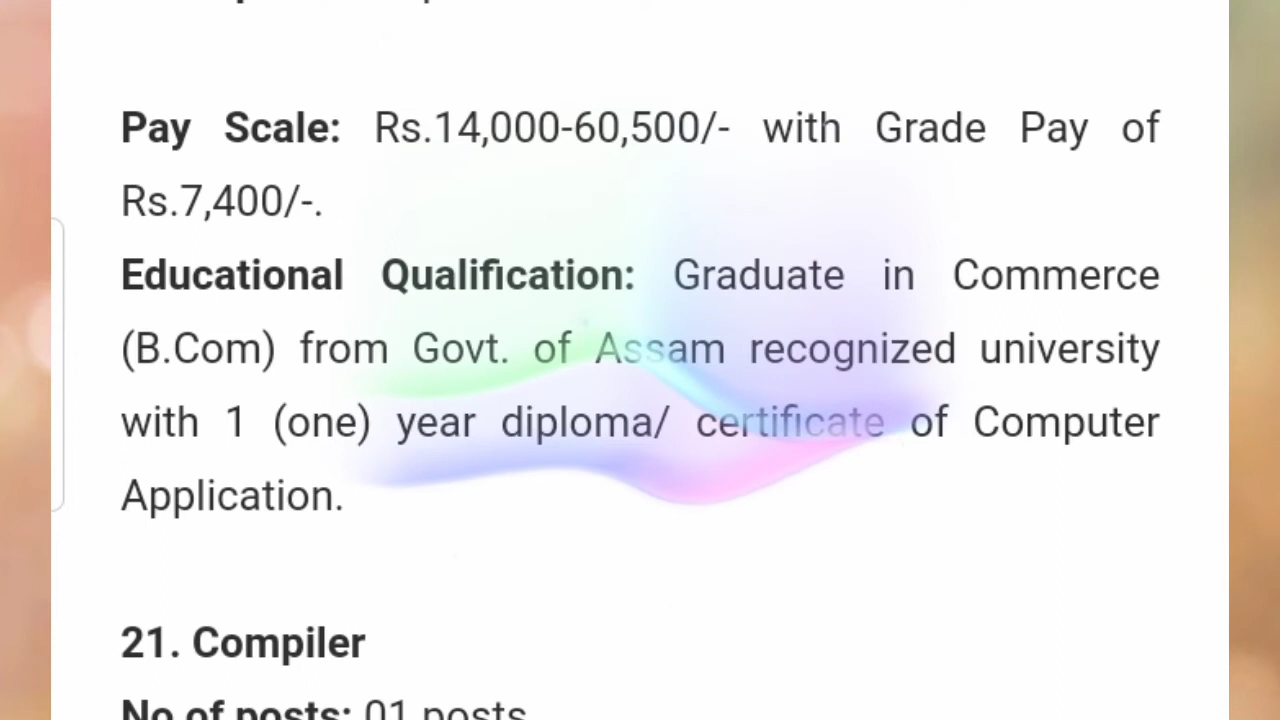 Pay Scale: Rs.14,000-60,500/- with Grade Pay of
Rs.7,400/-.
Educational Qualification: Graduate in Commerce
(B.Com) from Govt. of Assam recognized university
with 1 (one) year diploma/ certificate of Computer
Application.
21. Compiler
No of posts: 01 posts